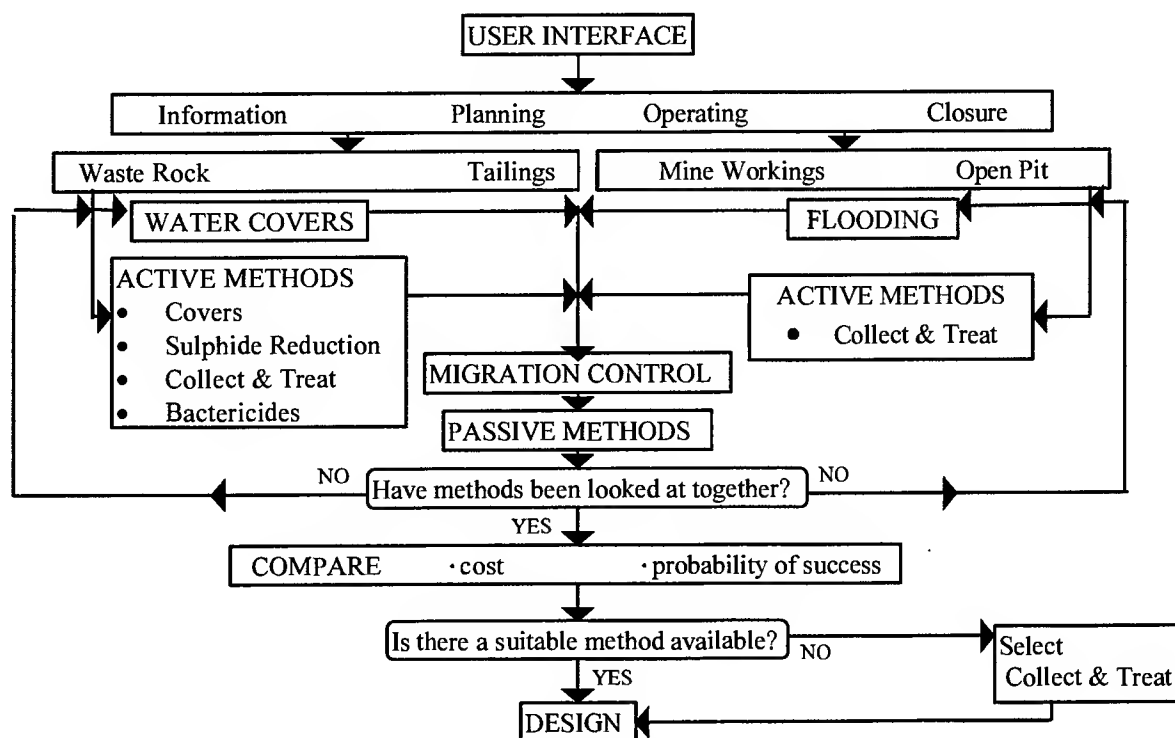 USER INTERFACE
Information Planning Operating Closure
Waste Rock Tailings
Mine Workings Open Pit
WATER COVERS
FLOODING
ACTIVE METHODS
• Covers
• Sulphide Reduction
• Collect & Treat
• Bactericides
ACTIVE METHODS
• Collect & Treat
MIGRATION CONTROL
PASSIVE METHODS
NO
Have methods been looked at together?
NO
YES
COMPARE · cost · probability of success
Is there a suitable method available?
NO
Select
Collect & Treat
YES
DESIGN